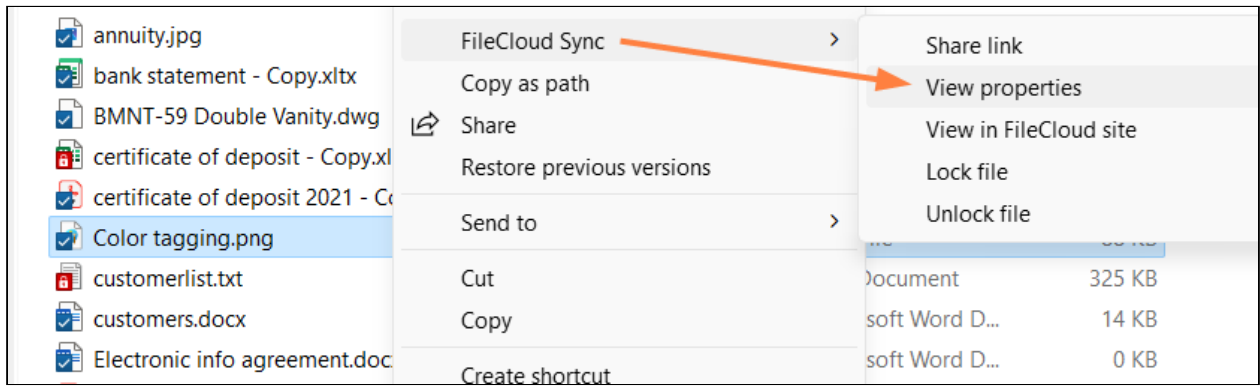 annuity.jpg
bank statement - Copy.xltx
BMNT-59 Double Vanity.dwg
certificate of deposit - Copy.xl
certificate of deposit 2021 - Co
Color tagging.png
customerlist.txt
customers.docx
Electronic info agreement.doc
FileCloud Sync
Copy as path
Share
Restore previous versions
Send to
Cut
Copy
Create shortcut
Share link
View properties
View in FileCloud site
Lock file
Unlock file
Document 325 KB
soft Word D... 14 KB
soft Word D... 0 KB